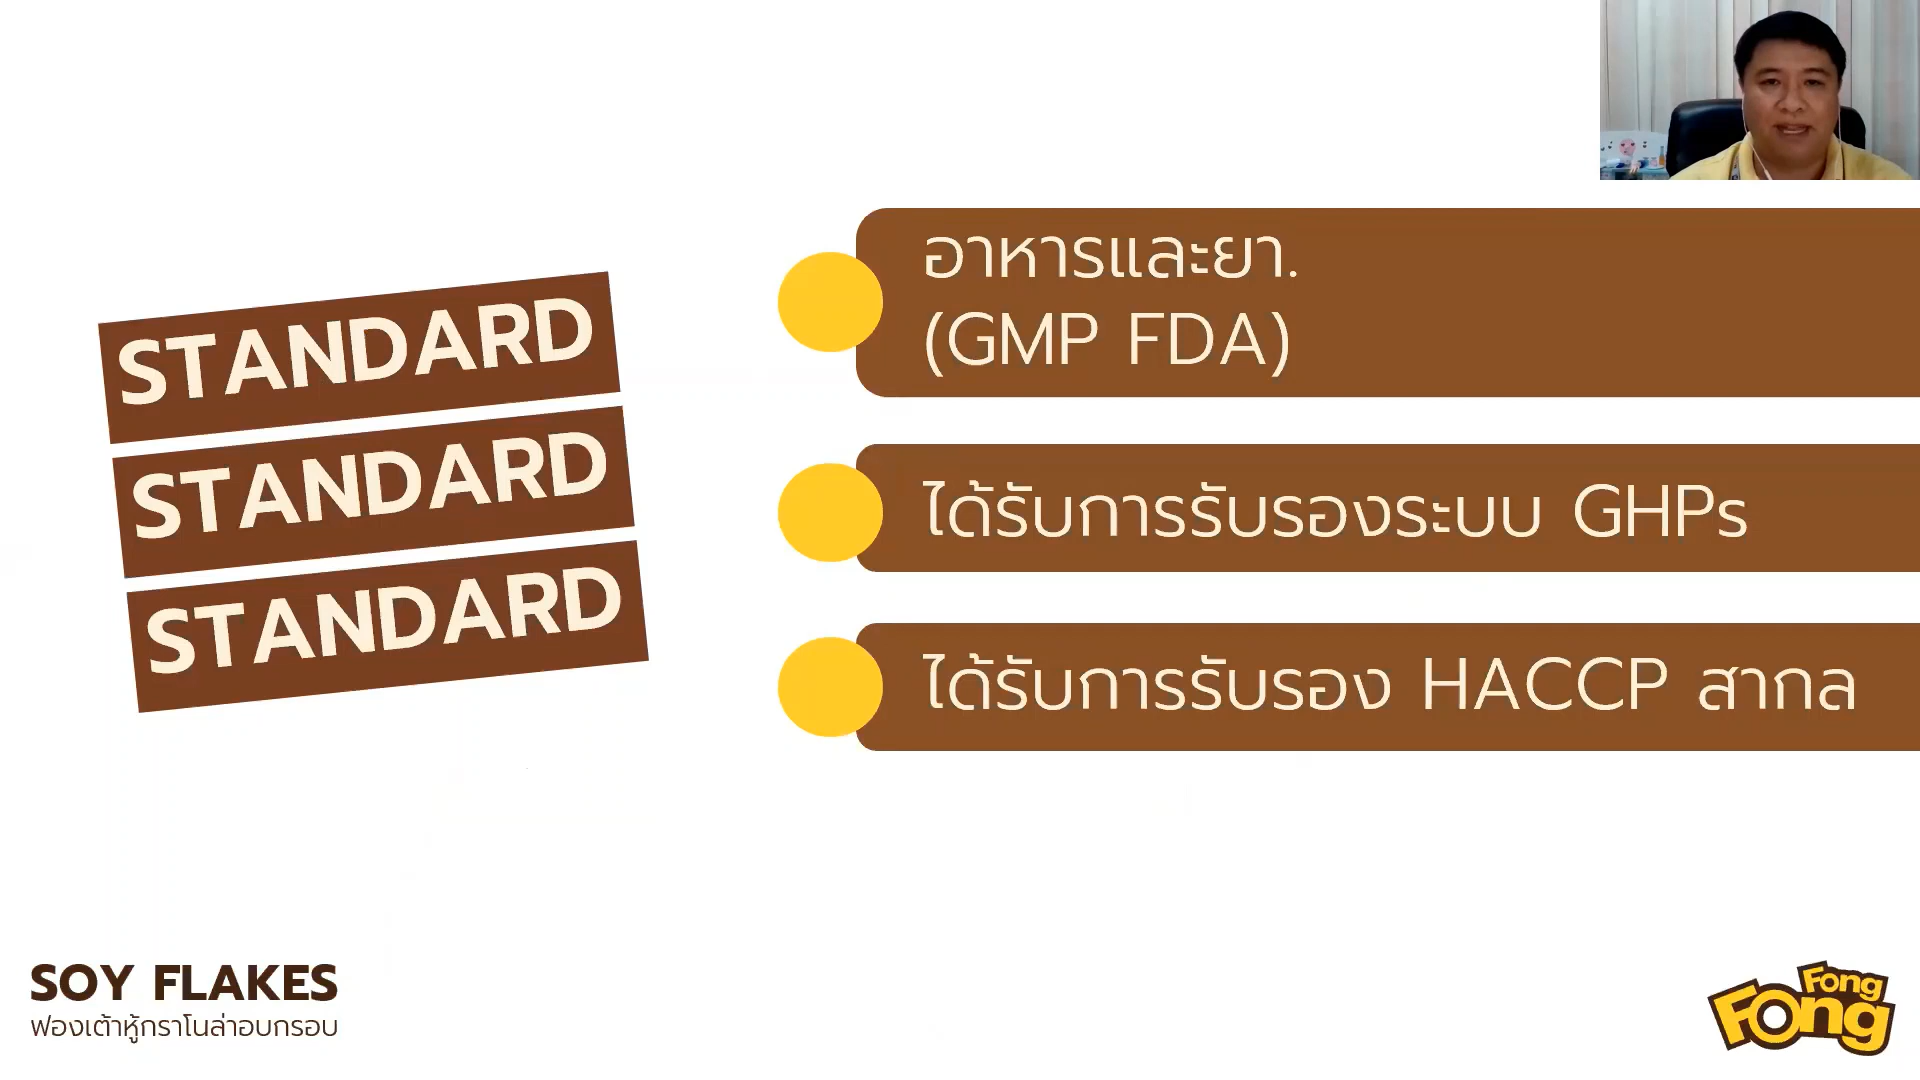 STANDARD
STANDARD
STANDARD
อาหารและยา.
(GMP FDA)
ได้รับการรับรองระบบ GHPs
ได้รับการรับรอง HACCP สากล
SOY FLAKES
ฟองเต้าหู้กราโนล่าอบกรอบ
Fong
Fong